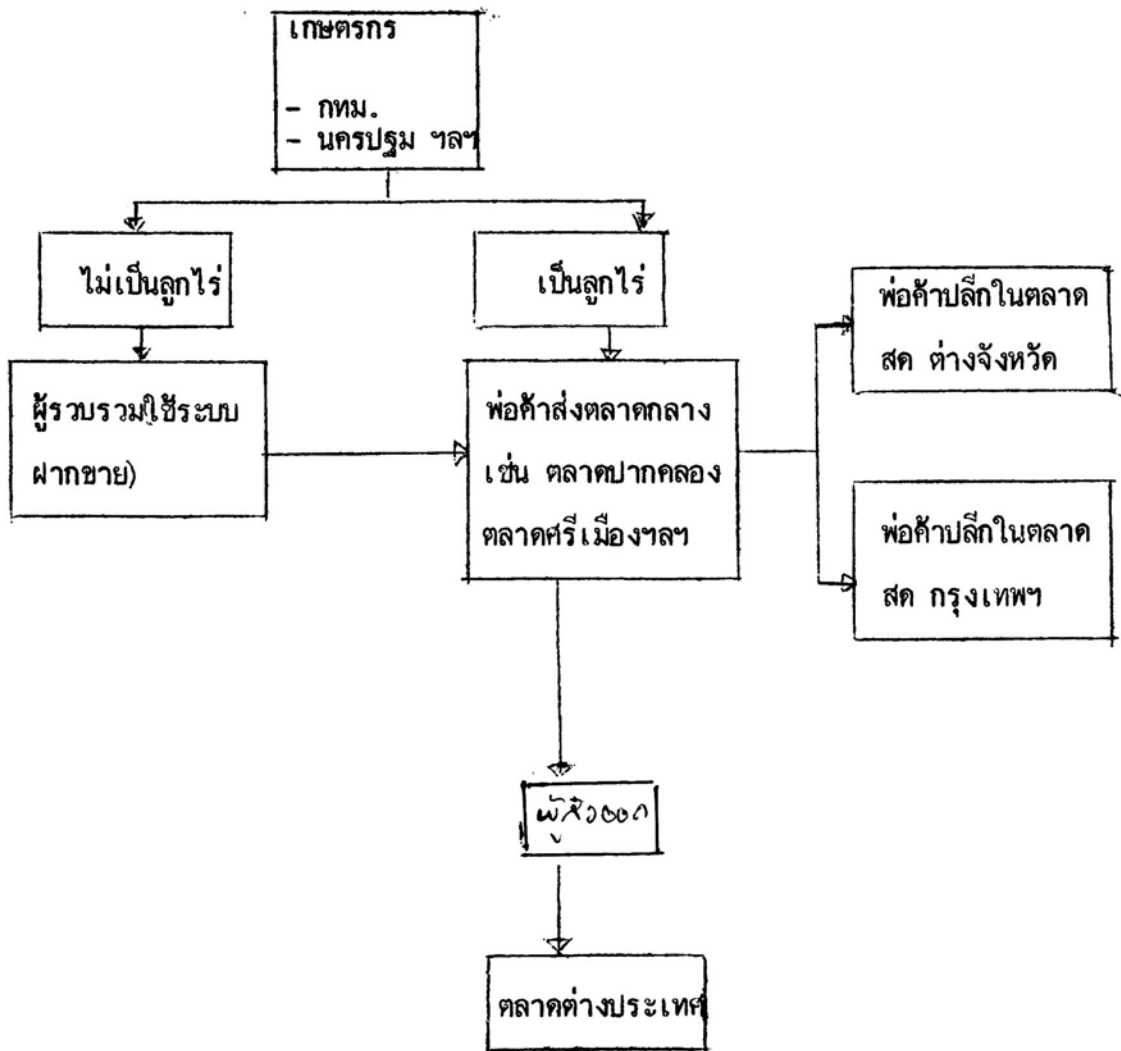 เกษตรกร
- กทม.
- นครปฐม ฯลฯ
ไม่เป็นลูกไร่
เป็นลูกไร่
ผู้รวบรวม(ใช้ระบบ
ฝากขาย)
พ่อค้าส่งตลาดกลาง
เช่น ตลาดปากคลอง
ตลาดศรีเมืองฯลฯ
พ่อค้าปลีกในตลาด
สด ต่างจังหวัด
พ่อค้าปลีกในตลาด
สด กรุงเทพฯ
ผู้ส่งออก
ตลาดต่างประเทศ